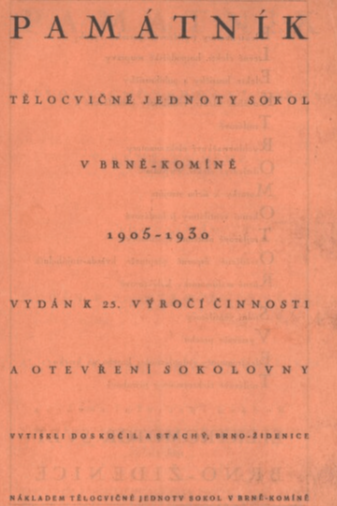 PAMÁTNÍK
TĚLOCVIČNÉ JEDNOTY SOKOL
V BRNĚ-KOMÍNĚ
1905-1930
VYDÁN K 25. VÝROČÍ ČINNOSTI
A OTEVŘENÍ SOKOLOVNY
VYTISKLI DOSKOČIL A STACHÝ, BRNO-ŽIDENICE
NÁKLADEM TĚLOCVIČNÉ JEDNOTY SOKOL V BRNĚ-KOMÍNĚ